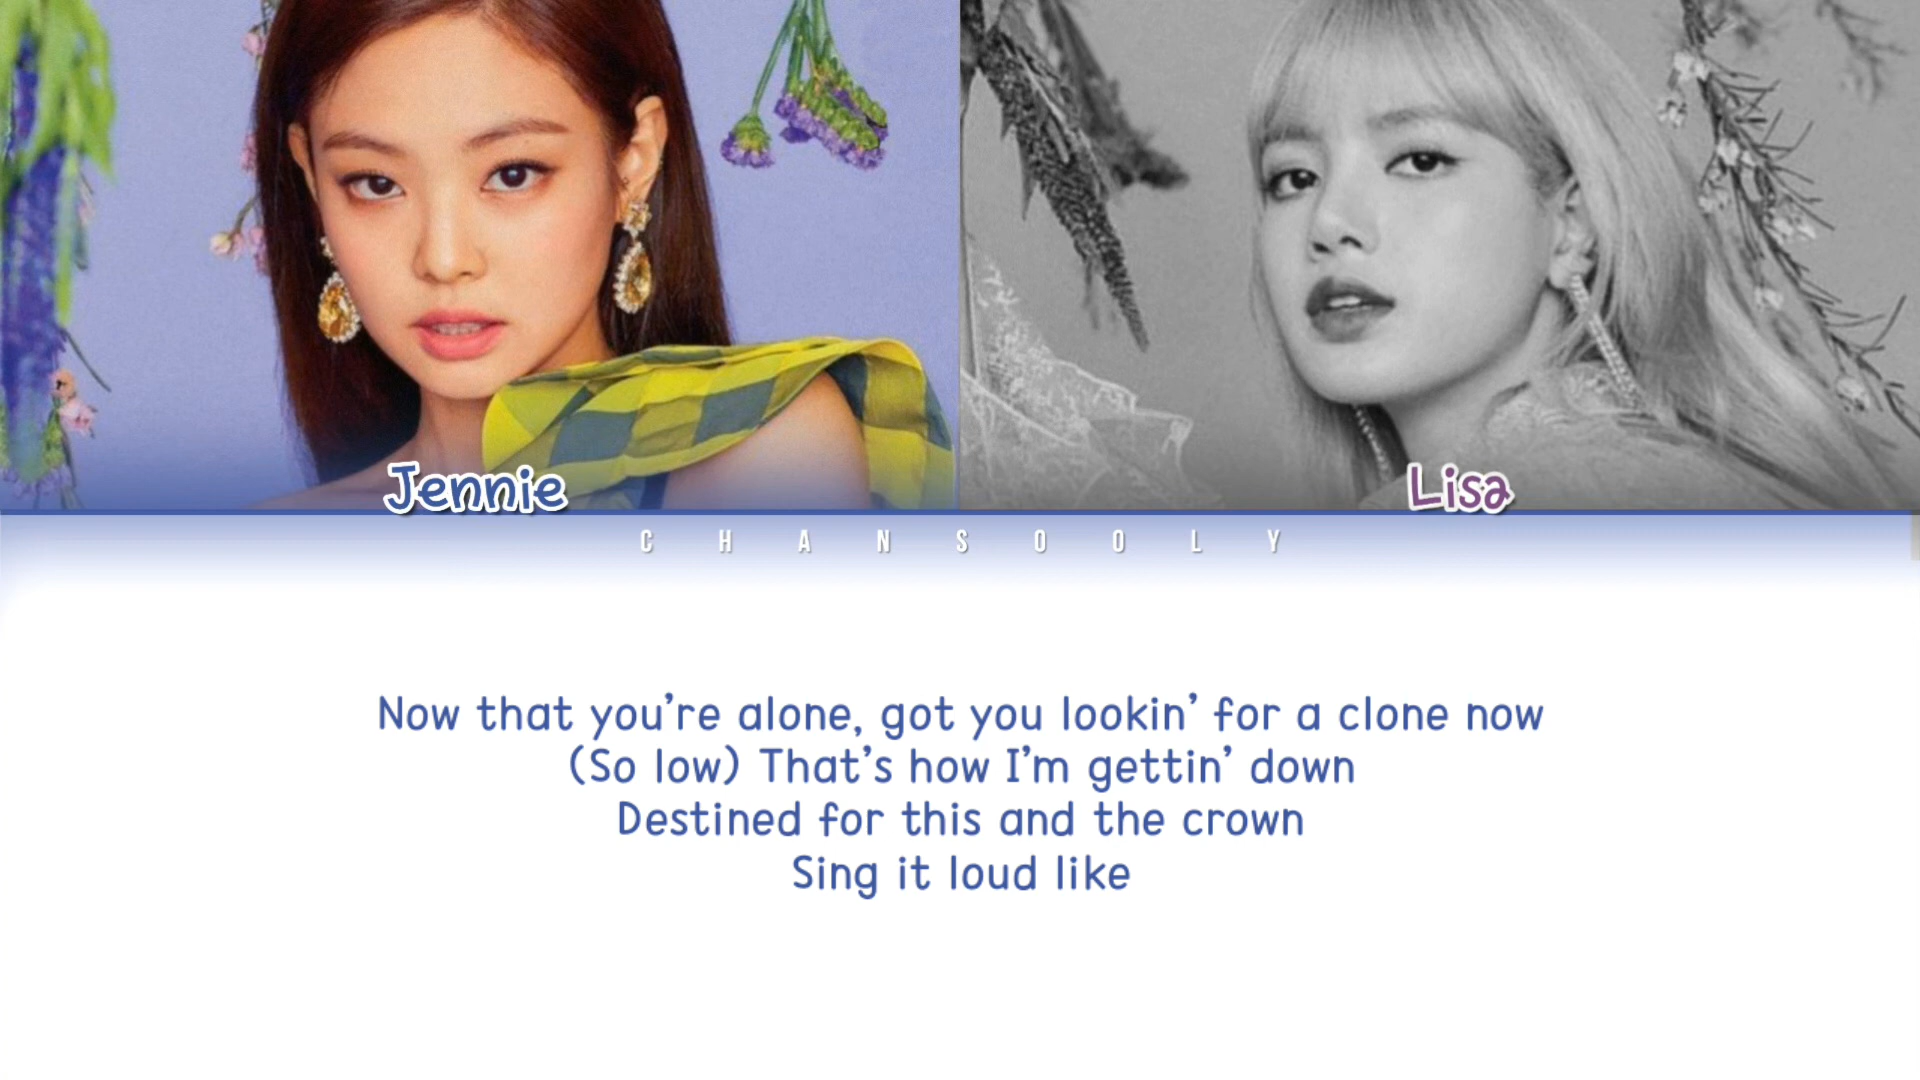 Jennie
Lisa
CHANSOOLY
Now that you're alone, got you lookin' for a clone now
(So low) That's how I'm gettin' down
Destined for this and the crown
Sing it loud like